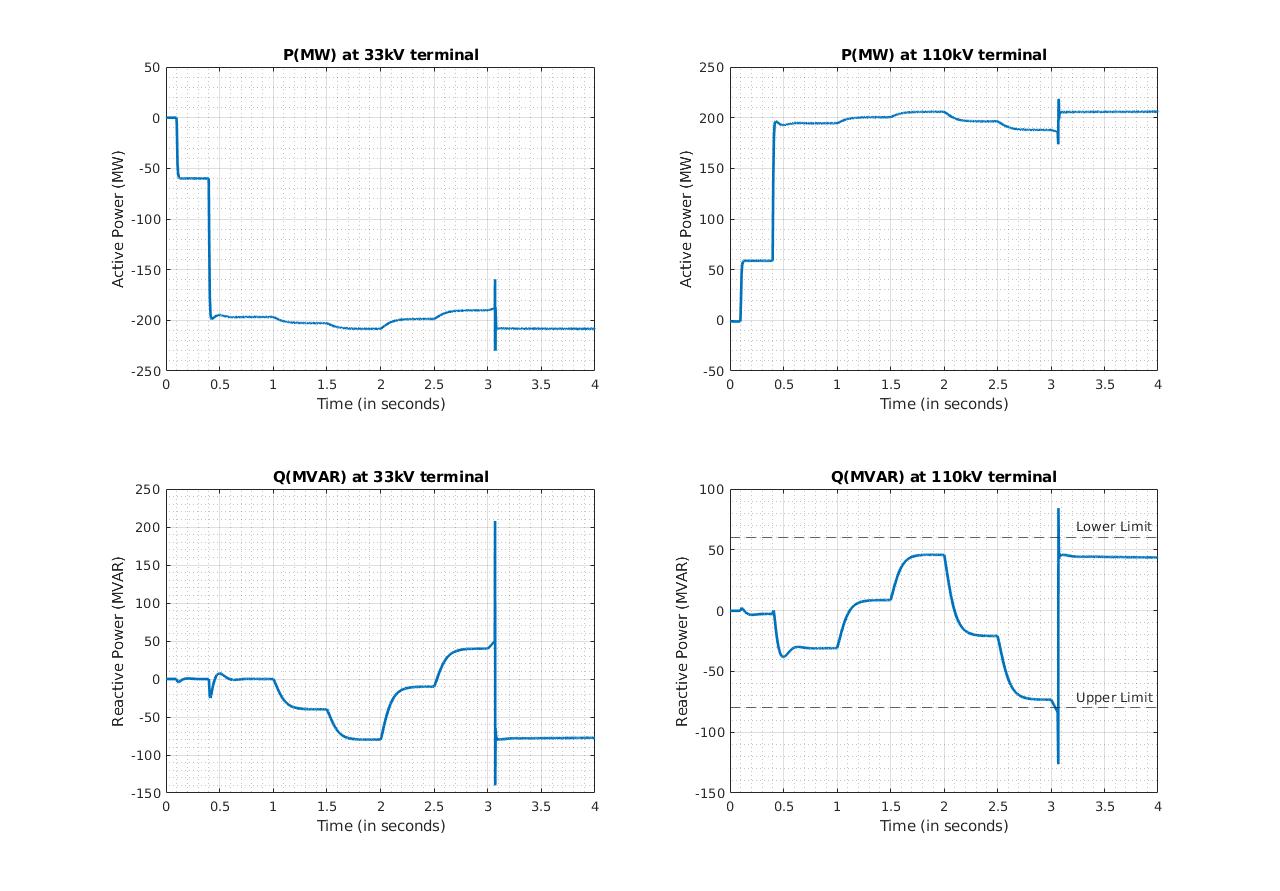 P(MW) at 33kV terminal
50
0
-50
-100
-150
-200
-250
Active Power (MW)
0 0.5 1 1.5 2 2.5 3 3.5 4
Time (in seconds)
P(MW) at 110kV terminal
250
200
150
100
50
0
-50
Active Power (MW)
0 0.5 1 1.5 2 2.5 3 3.5 4
Time (in seconds)
Q(MVAR) at 33kV terminal
250
200
150
100
50
0
-50
-100
-150
Reactive Power (MVAR)
0 0.5 1 1.5 2 2.5 3 3.5 4
Time (in seconds)
Q(MVAR) at 110kV terminal
100
50
0
-50
-100
-150
Reactive Power (MVAR)
Lower Limit
Upper Limit
0 0.5 1 1.5 2 2.5 3 3.5 4
Time (in seconds)